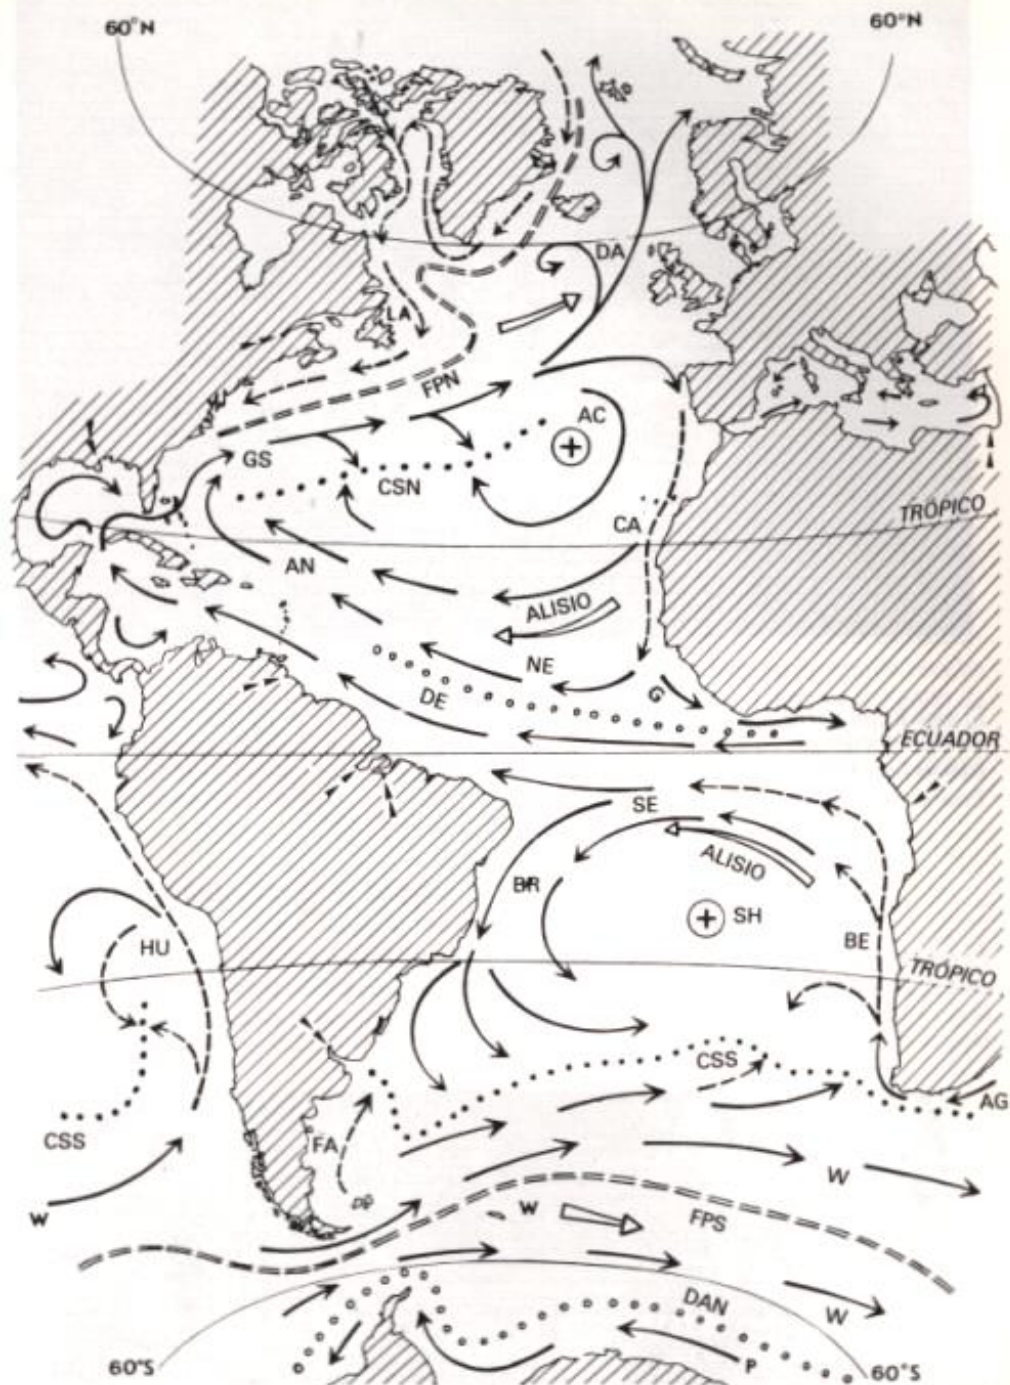 60°N
60°N
DA
LA
FPN
AC
GS
CSN
TRÓPICO
CA
AN
ALISIO
NE
DE
G
ECUADOR
SE
ALISIO
BR
SH
HU
BE
TRÓPICO
CSS
CSS
AG
FA
W
W
W
FPS
DAN
W
P
60°S
60°S